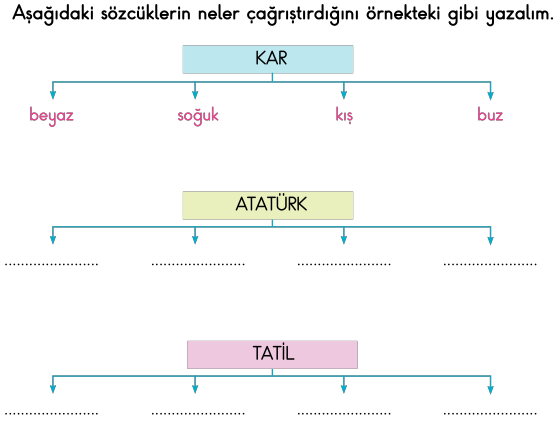 Aşağıdaki sözcüklerin neler çağrıştırdığını örnekteki gibi yazalım.
KAR
beyaz soğuk kış buz
ATATÜRK
........................ ........................ ........................ ........................
TATİL
........................ ........................ ........................ ........................